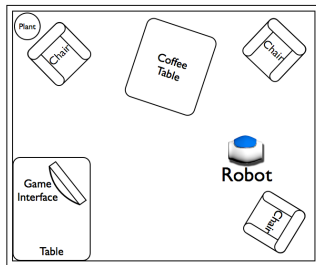 Plant
Chair
Coffee
Table
Chair
Robot
Game
Interface
Chair
Table